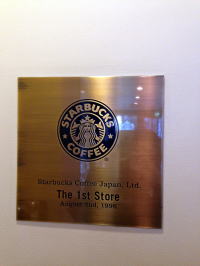 STARBUCKS
COFFEE
Starbucks Coffee Japan, Ltd.
The 1st Store
August 2nd, 1996